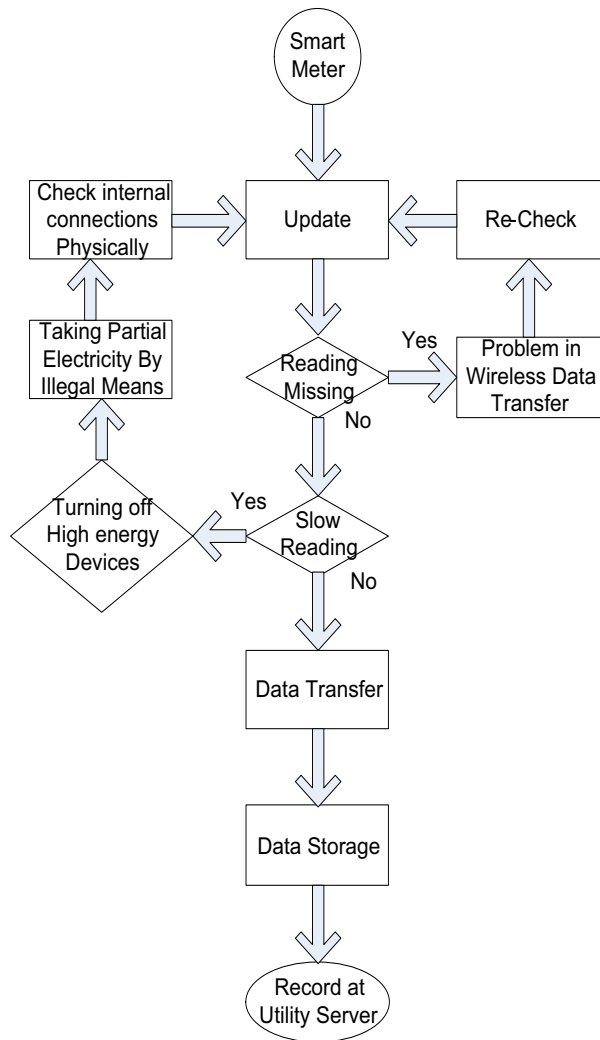 Smart
Meter
Check internal
connections
Physically
Update
Re-Check
Taking Partial
Electricity By
Illegal Means
Reading
Missing
Yes
Problem in
Wireless Data
Transfer
No
Turning off
High energy
Devices
Yes
Slow
Reading
No
Data Transfer
Data Storage
Record at
Utility Server